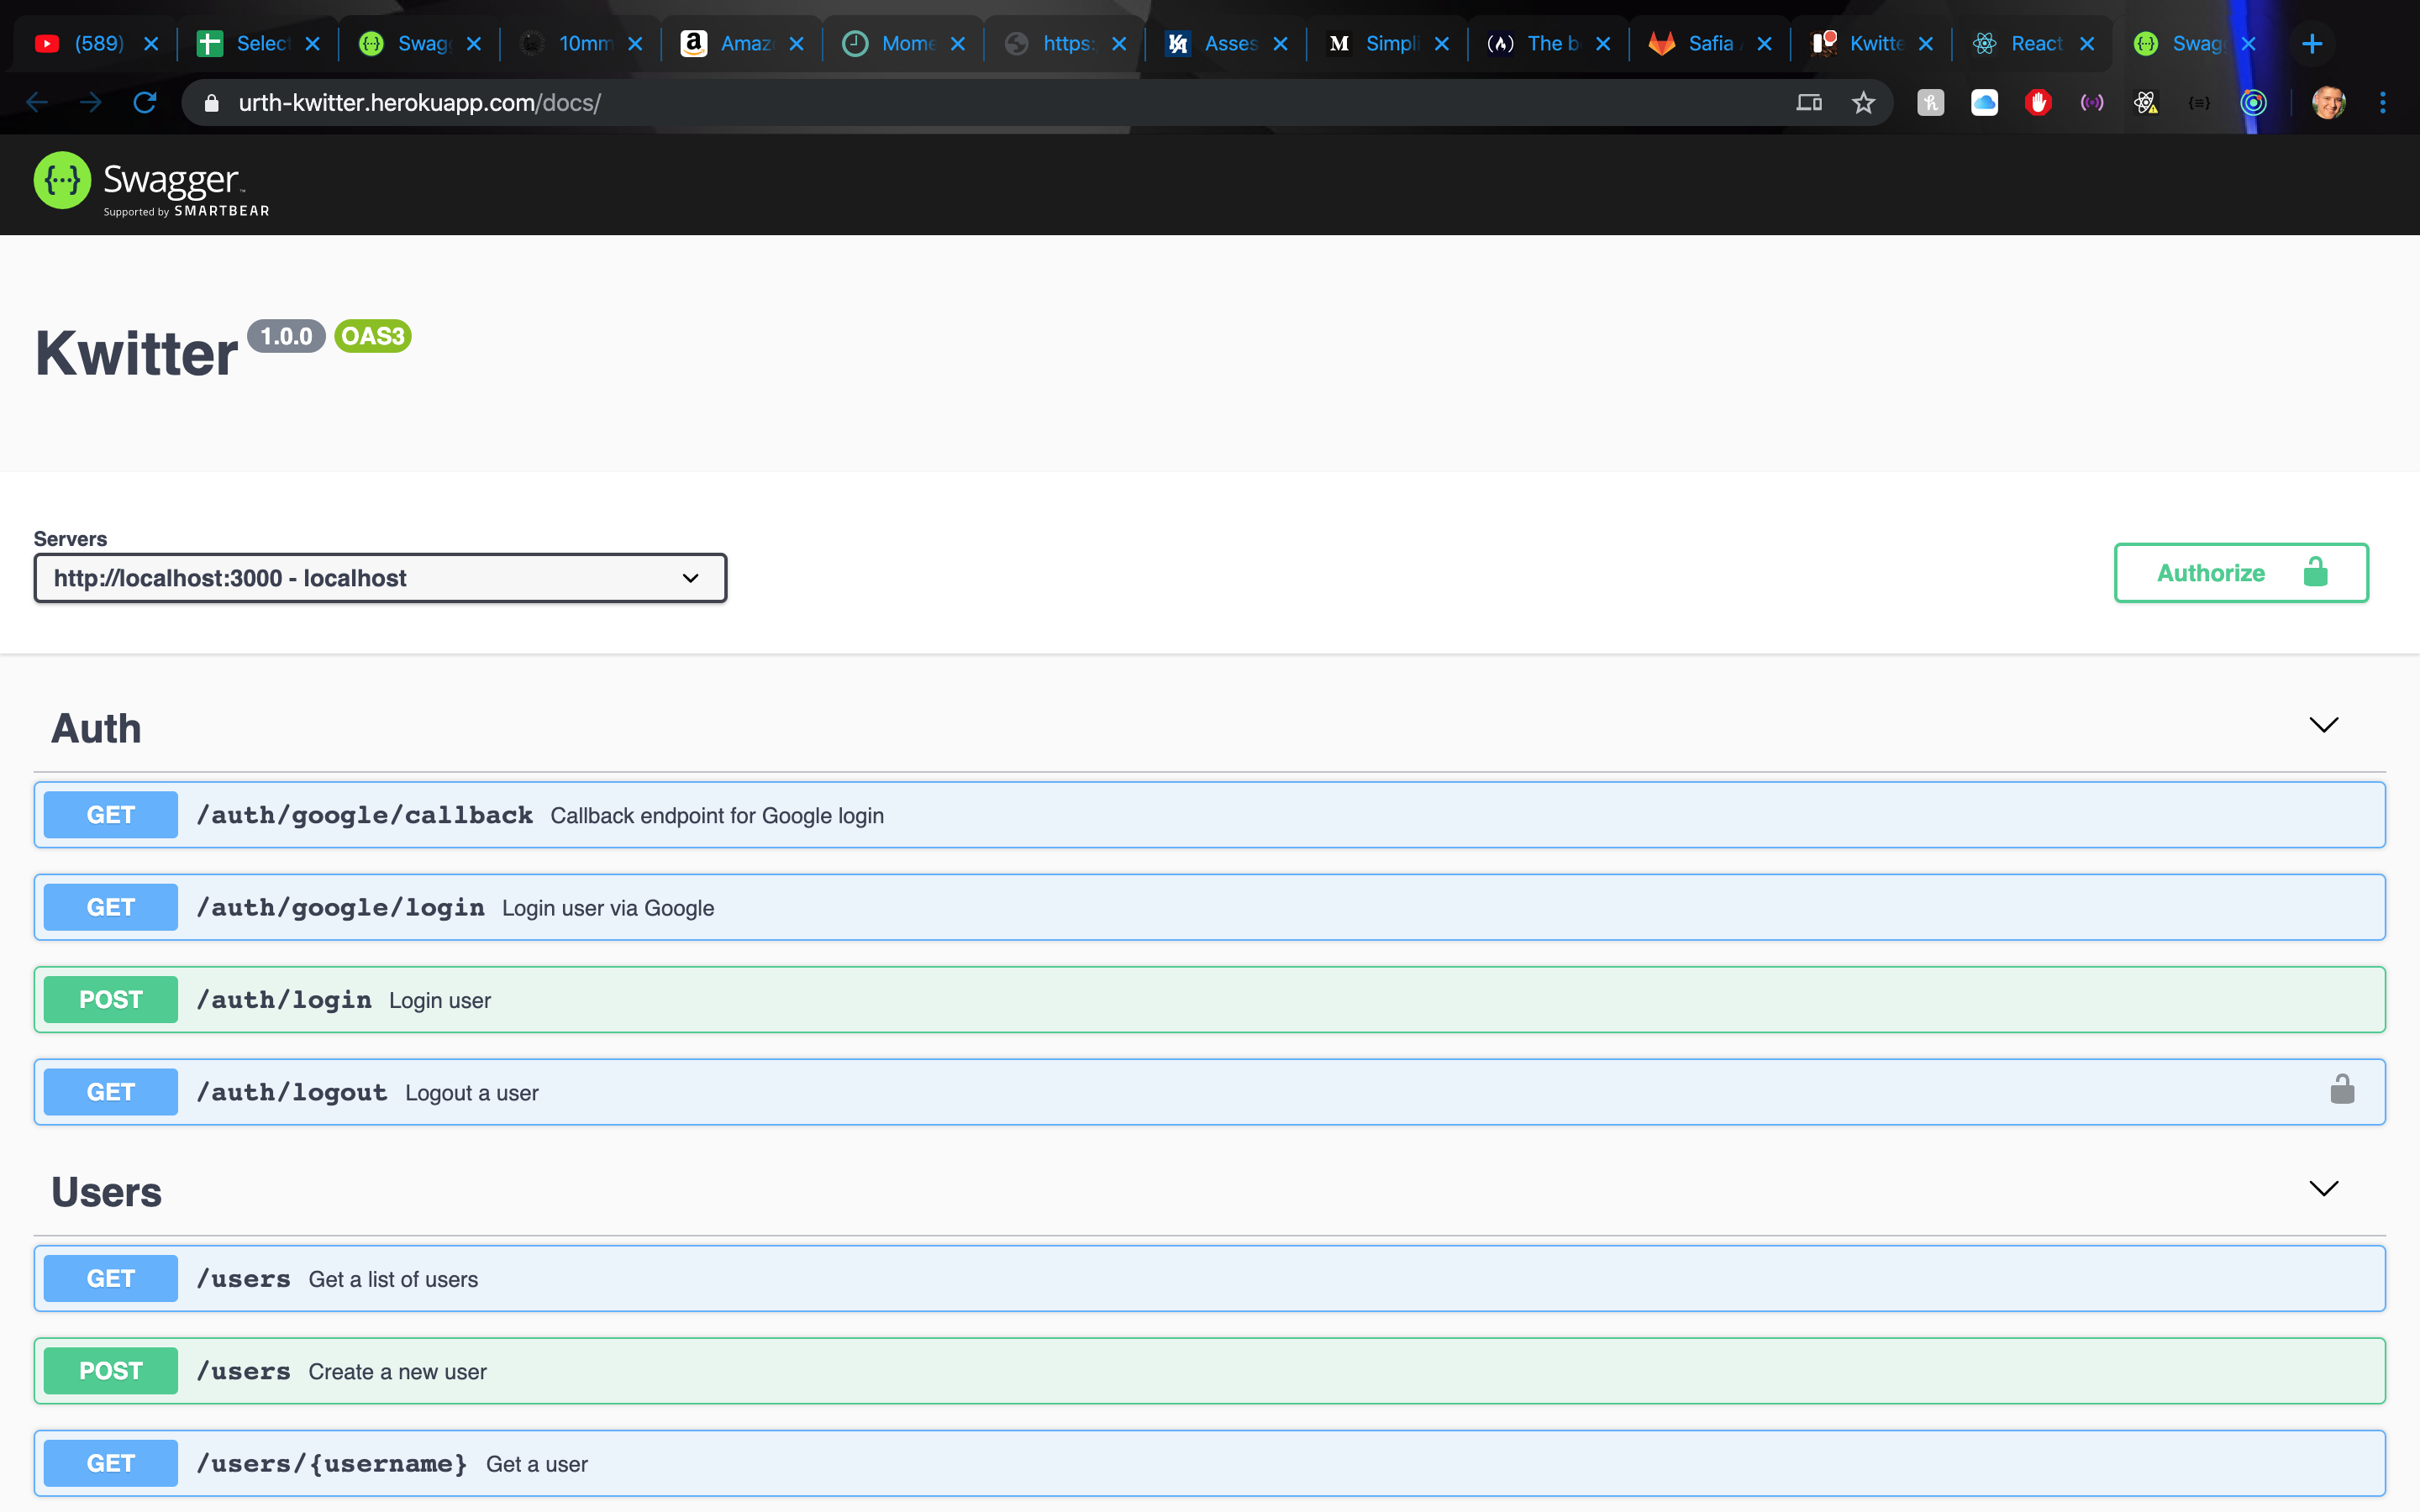 (589) Select Swag 10mm Amaz Mome https: Asses Simpli The b Safia Kwitte React Swag
urth-kwitter.herokuapp.com/docs/
Swagger
Supported by SMARTBEAR
Kwitter 1.0.0 OAS3
Servers
http://localhost:3000 - localhost
Authorize
Auth
GET /auth/google/callback Callback endpoint for Google login
GET /auth/google/login Login user via Google
POST /auth/login Login user
GET /auth/logout Logout a user
Users
GET /users Get a list of users
POST /users Create a new user
GET /users/{username} Get a user